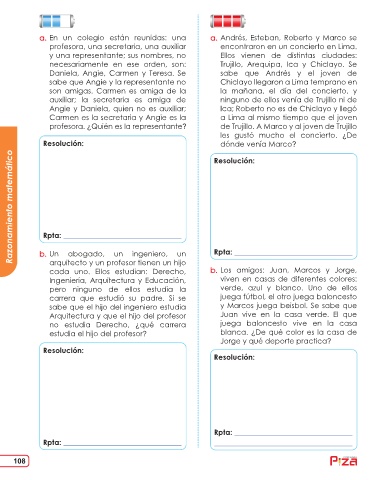 a. En un colegio están reunidas: una
profesora, una secretaria, una auxiliar
y una representante; sus nombres, no
necesariamente en ese orden, son:
Daniela, Angie, Carmen y Teresa. Se
sabe que Angie y la representante no
son amigas. Carmen es amiga de la
auxiliar; la secretaria es amiga de
Angie y Daniela, quien no es auxiliar;
Carmen es la secretaria y Angie es la
profesora. ¿Quién es la representante?
Resolución:
Rpta:
b. Un abogado, un ingeniero, un
arquitecto y un profesor tienen un hijo
cada uno. Ellos estudian: Derecho,
Ingeniería, Arquitectura y Educación,
pero ninguno de ellos estudia la
carrera que estudió su padre. Si se
sabe que el hijo del ingeniero estudia
Arquitectura y que el hijo del profesor
no estudia Derecho, ¿qué carrera
estudia el hijo del profesor?
Resolución:
Rpta:
a. Andrés, Esteban, Roberto y Marco se
encontraron en un concierto en Lima.
Ellos vienen de distintas ciudades:
Trujillo, Arequipa, Ica y Chiclayo. Se
sabe que Andrés y el joven de
Chiclayo llegaron a Lima temprano en
la mañana, el día del concierto, y
ninguno de ellos venía de Trujillo ni de
Ica; Roberto no es de Chiclayo y llegó
a Lima al mismo tiempo que el joven
de Trujillo. A Marco y al joven de Trujillo
les gustó mucho el concierto. ¿De
dónde venía Marco?
Resolución:
Rpta:
b. Los amigos: Juan, Marcos y Jorge,
viven en casas de diferentes colores:
verde, azul y blanco. Uno de ellos
juega fútbol, el otro juega baloncesto
y Marcos juega beisbol. Se sabe que
Juan vive en la casa verde. El que
juega baloncesto vive en la casa
blanca. ¿De qué color es la casa de
Jorge y qué deporte practica?
Resolución:
Rpta:
Razonamiento matemático
108